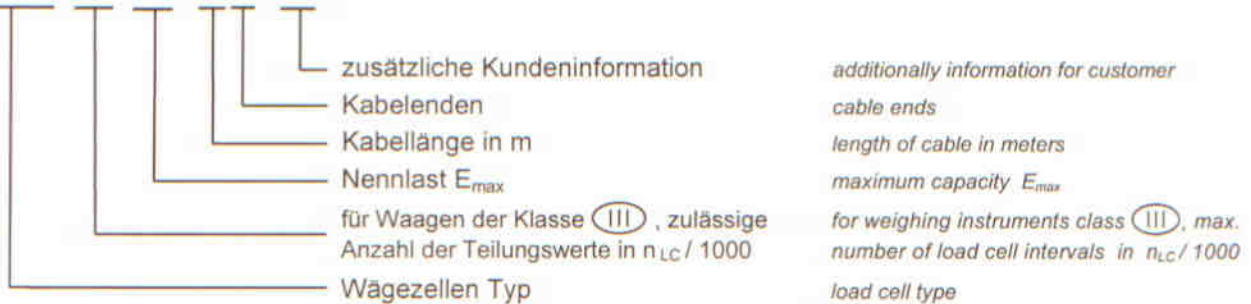 zusätzliche Kundeninformation additionally information for customer
Kabelenden cable ends
Kabellänge in m length of cable in meters
Nennlast Emax maximum capacity Emax
für Waagen der Klasse III , zulässige for weighing instruments class III, max.
Anzahl der Teilungswerte in nLC / 1000 number of load cell intervals in nLC / 1000
Wägezellen Typ load cell type